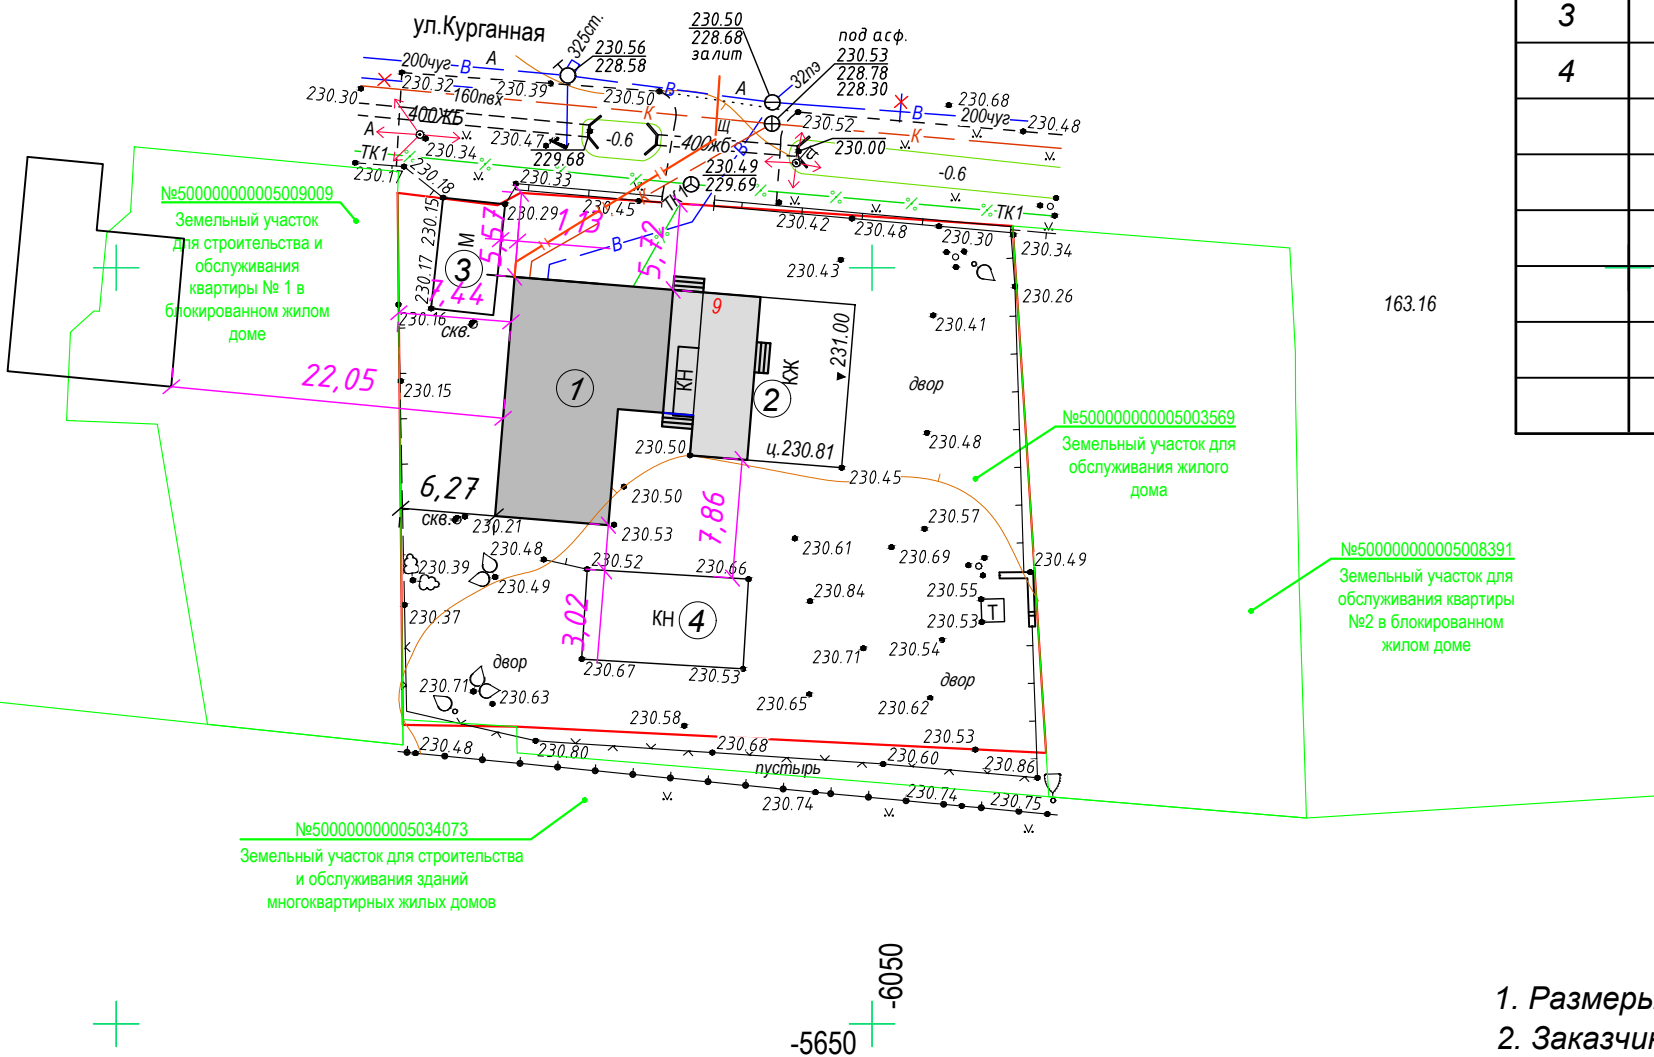 ул.Курганная
325ст.
230.56
228.58
230.50
228.68
залит
под асф.
230.53
228.78
228.30
32пэ
3
4
200чуг
В
А
230.32
230.39
230.50
В
А
В
230.68
200чуг
230.48
230.30
160пвх
К
К
400ЖБ
А
230.34
230.47
229.68
-0.6
Щ
400жб
230.52
230.00
В
-0.6
ТК1
230.17
230.18
230.33
230.49
229.69
ТК1
ТК1
№500000000005009009
Земельный участок
для строительства и
обслуживания
квартиры № 1 в
блокированном жилом
доме
230.15
230.17
М
3
230.29
230.45
5,57
1,13
5,72
К
В
230.42
230.48
230.30
230.34
230.43
230.26
7,44
230.16
скв.
9
230.41
231.00
163.16
22,05
230.15
1
КН
2
КЖ
двор
№500000000005003569
Земельный участок для
обслуживания жилого
дома
230.50
ц.230.81
230.48
230.45
6,27
скв.
230.21
230.50
230.53
7,86
230.57
230.61
230.69
230.49
№500000000005008391
Земельный участок для
обслуживания квартиры
№2 в блокированном
жилом доме
230.48
230.52
230.66
230.39
230.49
230.84
230.55
230.53
Т
230.37
3,02
КН
4
230.54
230.71
двор
230.67
230.53
двор
230.71
230.63
230.65
230.62
230.58
230.53
230.48
230.80
230.68
230.60
230.86
пустырь
230.74
230.74
230.75
№500000000005034073
Земельный участок для строительства
и обслуживания зданий
многоквартирных жилых домов
-6050
-5650
1. Размеры
2. Заказчик